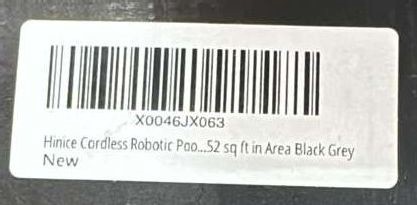 X0046JX063
Hinice Cordless Robotic Poo...52 sq ft in Area Black Grey
New